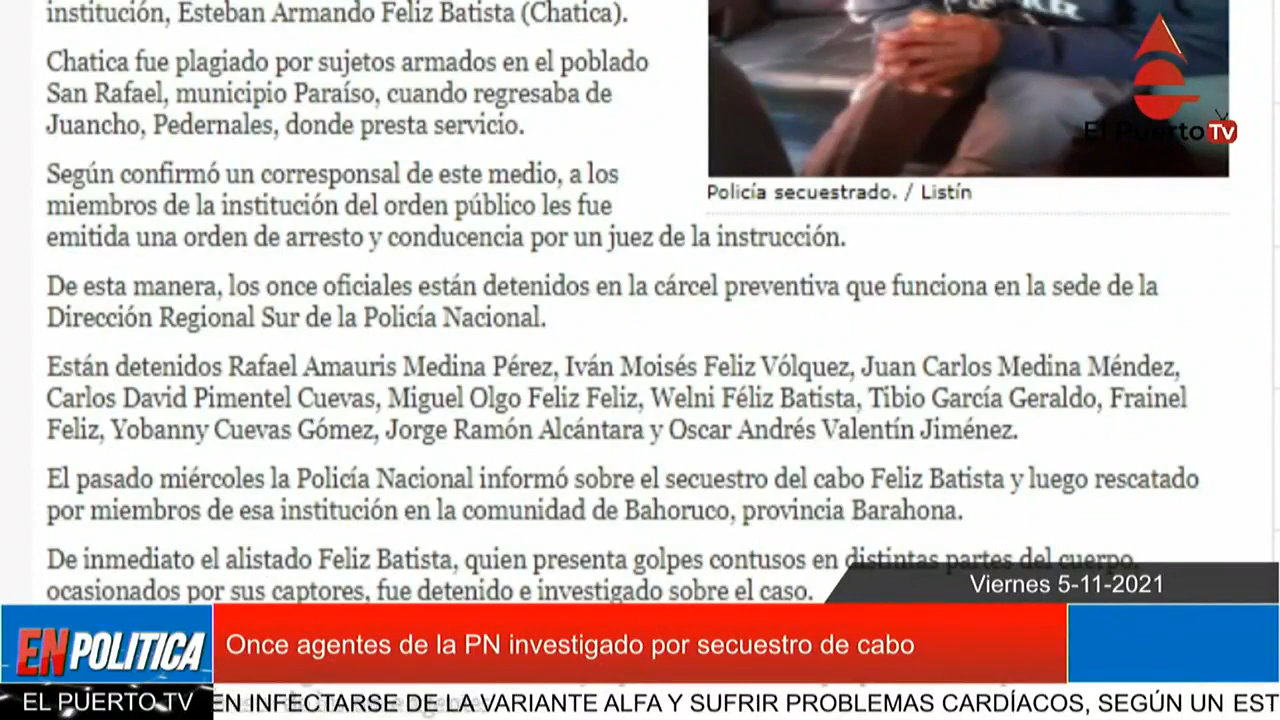 institución, Esteban Armando Feliz Batista (Chatica).
Chatica fue plagiado por sujetos armados en el poblado
San Rafael, municipio Paraíso, cuando regresaba de
Juancho, Pedernales, donde presta servicio.
Según confirmó un corresponsal de este medio, a los
miembros de la institución del orden público les fue
emitida una orden de arresto y conducencia por un juez de la instrucción.
De esta manera, los once oficiales están detenidos en la cárcel preventiva que funciona en la sede de la
Dirección Regional Sur de la Policía Nacional.
Están detenidos Rafael Amauris Medina Pérez, Iván Moisés Feliz Vólquez, Juan Carlos Medina Méndez,
Carlos David Pimentel Cuevas, Miguel Olgo Feliz Feliz, Welni Féliz Batista, Tibio García Geraldo, Frainel
Feliz, Yobanny Cuevas Gómez, Jorge Ramón Alcántara y Oscar Andrés Valentín Jiménez.
El pasado miércoles la Policía Nacional informó sobre el secuestro del cabo Feliz Batista y luego rescatado
por miembros de esa institución en la comunidad de Bahoruco, provincia Barahona.
De inmediato el alistado Feliz Batista, quien presenta golpes contusos en distintas partes del cuerpo,
ocasionados por sus captores, fue detenido e investigado sobre el caso.
El Puerto Tv
Policía secuestrado. / Listín
Viernes 5-11-2021
EN POLITICA
Once agentes de la PN investigado por secuestro de cabo
EL PUERTO TV
EN INFECTARSE DE LA VARIANTE ALFA Y SUFRIR PROBLEMAS CARDÍACOS, SEGÚN UN EST